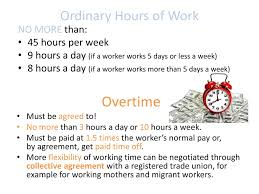 Ordinary Hours of Work
NO MORE than:
• 45 hours per week
• 9 hours a day (if a worker works 5 days or less a week)
• 8 hours a day (if a worker works more than 5 days a week)
Overtime
• Must be agreed to!
• No more than 3 hours a day or 10 hours a week.
• Must be paid at 1.5 times the worker's normal pay or,
by agreement, get paid time off.
• More flexibility of working time can be negotiated through
collective agreement with a registered trade union, for
example for working mothers and migrant workers.